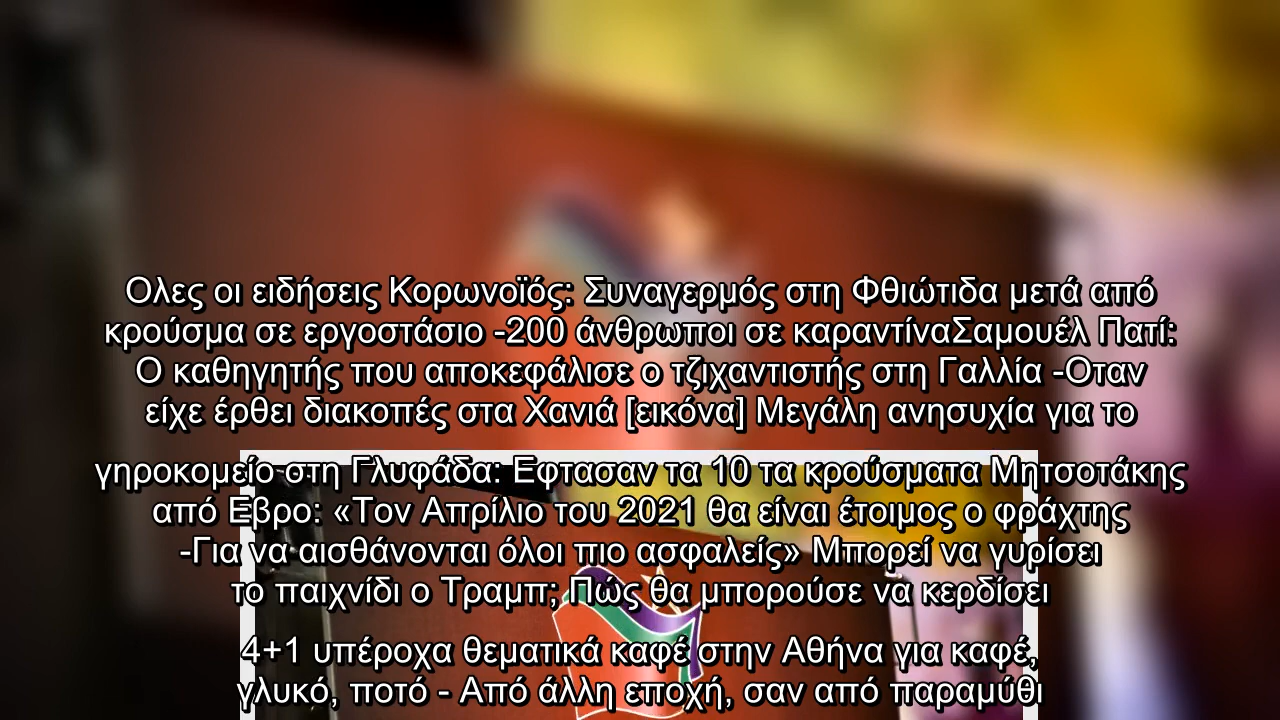 Ολες οι ειδήσεις Κορωνοϊός: Συναγερμός στη Φθιώτιδα μετά από
κρούσμα σε εργοστάσιο -200 άνθρωποι σε καραντίναΣαμουέλ Πατί:
Ο καθηγητής που αποκεφάλισε ο τζιχαντιστής στη Γαλλία -Οταν
είχε έρθει διακοπές στα Χανιά [εικόνα] Μεγάλη ανησυχία για το
γηροκομείο στη Γλυφάδα: Εφτασαν τα 10 τα κρούσματα Μητσοτάκης
από Εβρο: «Τον Απρίλιο του 2021 θα είναι έτοιμος ο φράχτης
-Για να αισθάνονται όλοι πιο ασφαλείς» Μπορεί να γυρίσει
το παιχνίδι ο Τραμπ; Πώς θα μπορούσε να κερδίσει
4+1 υπέροχα θεματικά καφέ στην Αθήνα για καφέ,
γλυκό, ποτό - Από άλλη εποχή, σαν από παραμύθι